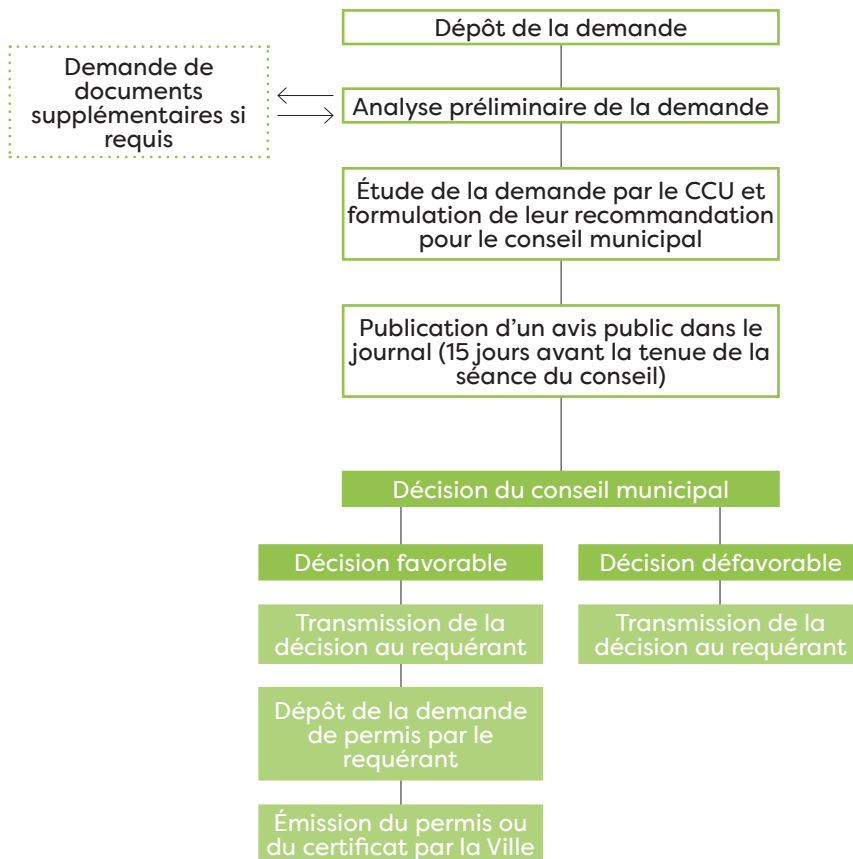 Dépôt de la demande
Demande de
documents
supplémentaires si
requis
Analyse préliminaire de la demande
Étude de la demande par le CCU et
formulation de leur recommandation
pour le conseil municipal
Publication d'un avis public dans le
journal (15 jours avant la tenue de la
séance du conseil)
Décision du conseil municipal
Décision favorable
Transmission de la
décision au requérant
Dépôt de la demande
de permis par le
requérant
Émission du permis ou
du certificat par la Ville
Décision défavorable
Transmission de la
décision au requérant